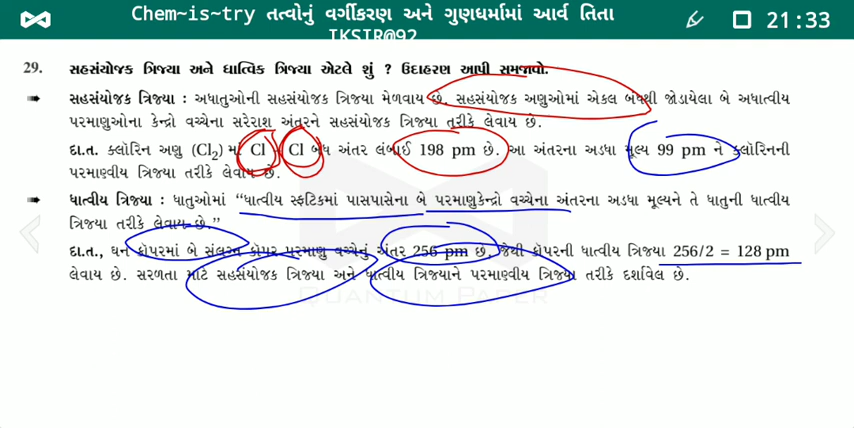 Chem~is~try તત્વોનું વર્ગીકરણ અને ગુણધર્મામાં આર્વ તિતા
IKSIR@92
21:33
29. સહસંયોજક ત્રિજ્યા અને ધાત્વિક ત્રિજ્યા એટલે શું ? ઉદાહરણ આપી સમજાવો.
➠ સહસંયોજક ત્રિજ્યા : અધાતુઓની સહસંયોજક ત્રિજ્યા મેળવાય છે. સહસંયોજક અણુઓમાં એકલ બંધથી જોડાયેલા બે અધાત્વીય
પરમાણુઓના કેન્દ્રો વચ્ચેના સરેરાશ અંતરને સહસંયોજક ત્રિજ્યા તરીકે લેવાય છે.
દા.ત. ક્લોરિન અણુ (Cl₂) માં Cl – Cl બંધ અંતર લંબાઈ 198 pm છે. આ અંતરના અડધા મૂલ્ય 99 pm ને ક્લોરિનની
પરમાણ્વીય ત્રિજ્યા તરીકે લેવાય છે.
➠ ધાત્વીય ત્રિજ્યા : ધાતુઓમાં “ધાત્વીય સ્ફટિકમાં પાસપાસેના બે પરમાણુકેન્દ્રો વચ્ચેના અંતરના અડધા મૂલ્યને તે ધાતુની ધાત્વીય
ત્રિજ્યા તરીકે લેવાય છે.”
દા.ત., ઘન કૉપરમાં બે સંલગ્ન કૉપર પરમાણુ વચ્ચેનું અંતર 256 pm છે, જેથી કૉપરની ધાત્વીય ત્રિજ્યા 256/2 = 128 pm
લેવાય છે. સરળતા માટે સહસંયોજક ત્રિજ્યા અને ધાત્વીય ત્રિજ્યાને પરમાણ્વીય ત્રિજ્યા તરીકે દર્શાવેલ છે.
QUANTUM PAPER